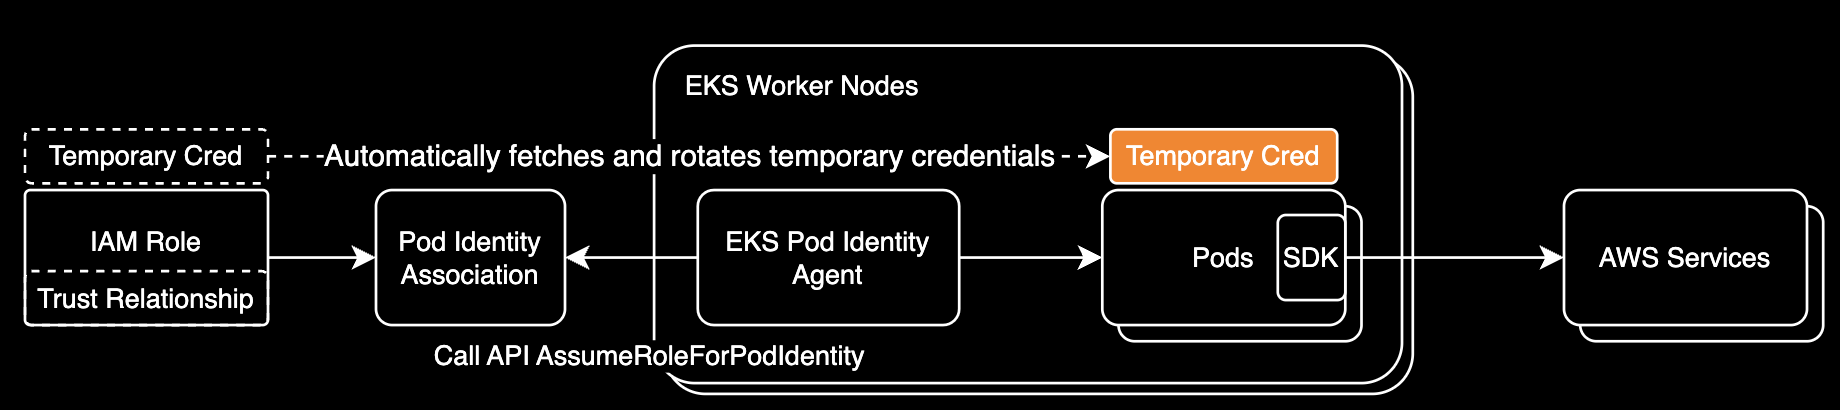 EKS Worker Nodes
Temporary Cred
Automatically fetches and rotates temporary credentials
Temporary Cred
IAM Role
Trust Relationship
Pod Identity
Association
EKS Pod Identity
Agent
Pods
SDK
AWS Services
Call API AssumeRoleForPodIdentity